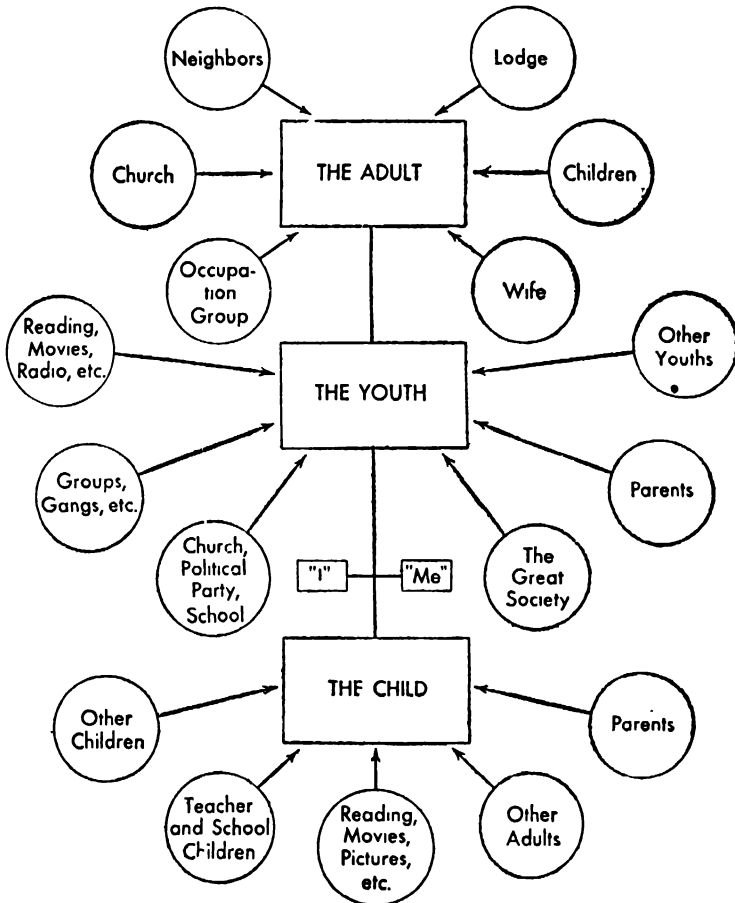 Neighbors
Lodge
Church
THE ADULT
Children
Occupa-
tion
Group
Wife
Reading,
Movies,
Radio, etc.
Other
Youths
THE YOUTH
Groups,
Gangs, etc.
Parents
Church,
Political
Party,
School
"I"
"Me"
The
Great
Society
THE CHILD
Other
Children
Parents
Teacher
and School
Children
Reading,
Movies,
Pictures,
etc.
Other
Adults